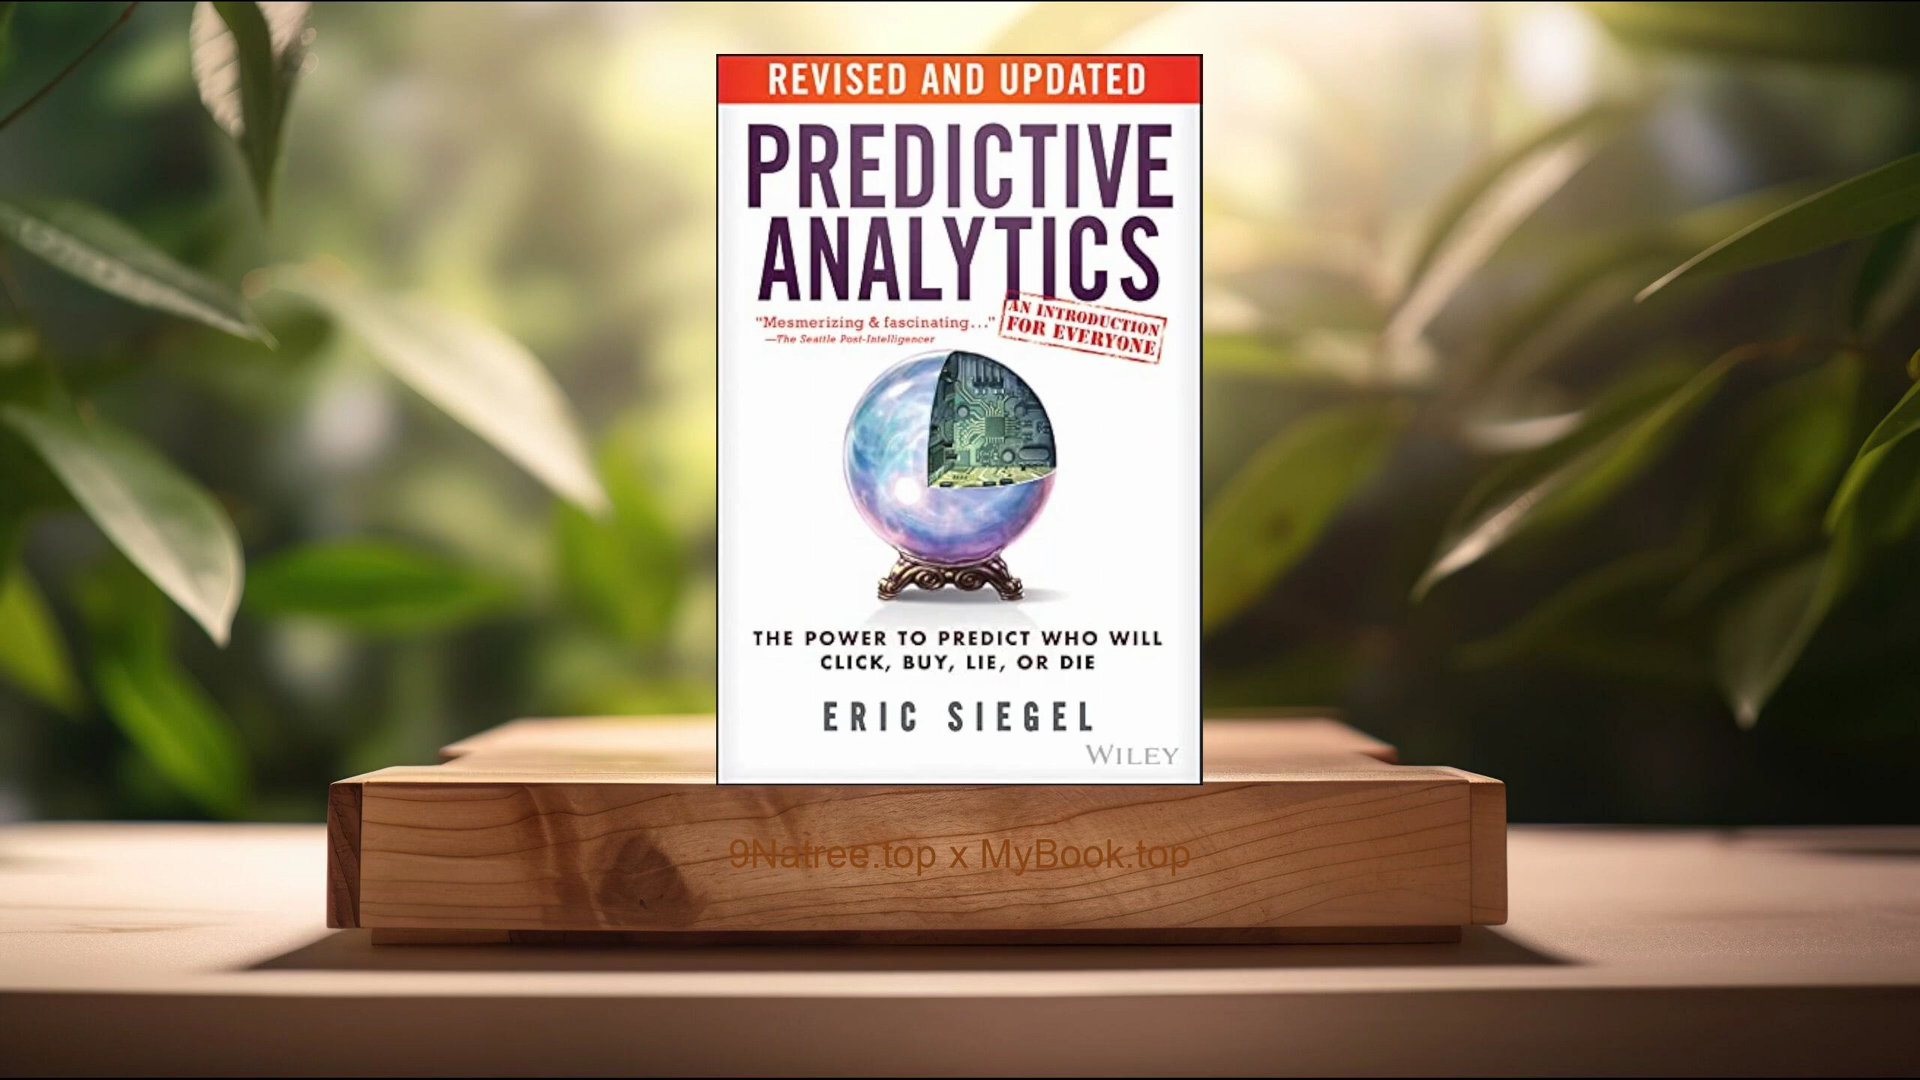 REVISED AND UPDATED
PREDICTIVE
ANALYTICS
AN INTRODUCTION
FOR EVERYONE
"Mesmerizing & fascinating..."
—The Seattle Post-Intelligencer
THE POWER TO PREDICT WHO WILL
CLICK, BUY, LIE, OR DIE
ERIC SIEGEL
WILEY
9Natree.top x MyBook.top